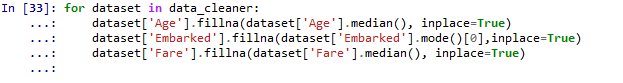 In [33]: for dataset in data_cleaner:
    ...:     dataset['Age'].fillna(dataset['Age'].median(), inplace=True)
    ...:     dataset['Embarked'].fillna(dataset['Embarked'].mode()[0],inplace=True)
    ...:     dataset['Fare'].fillna(dataset['Fare'].median(), inplace=True)
    ...: